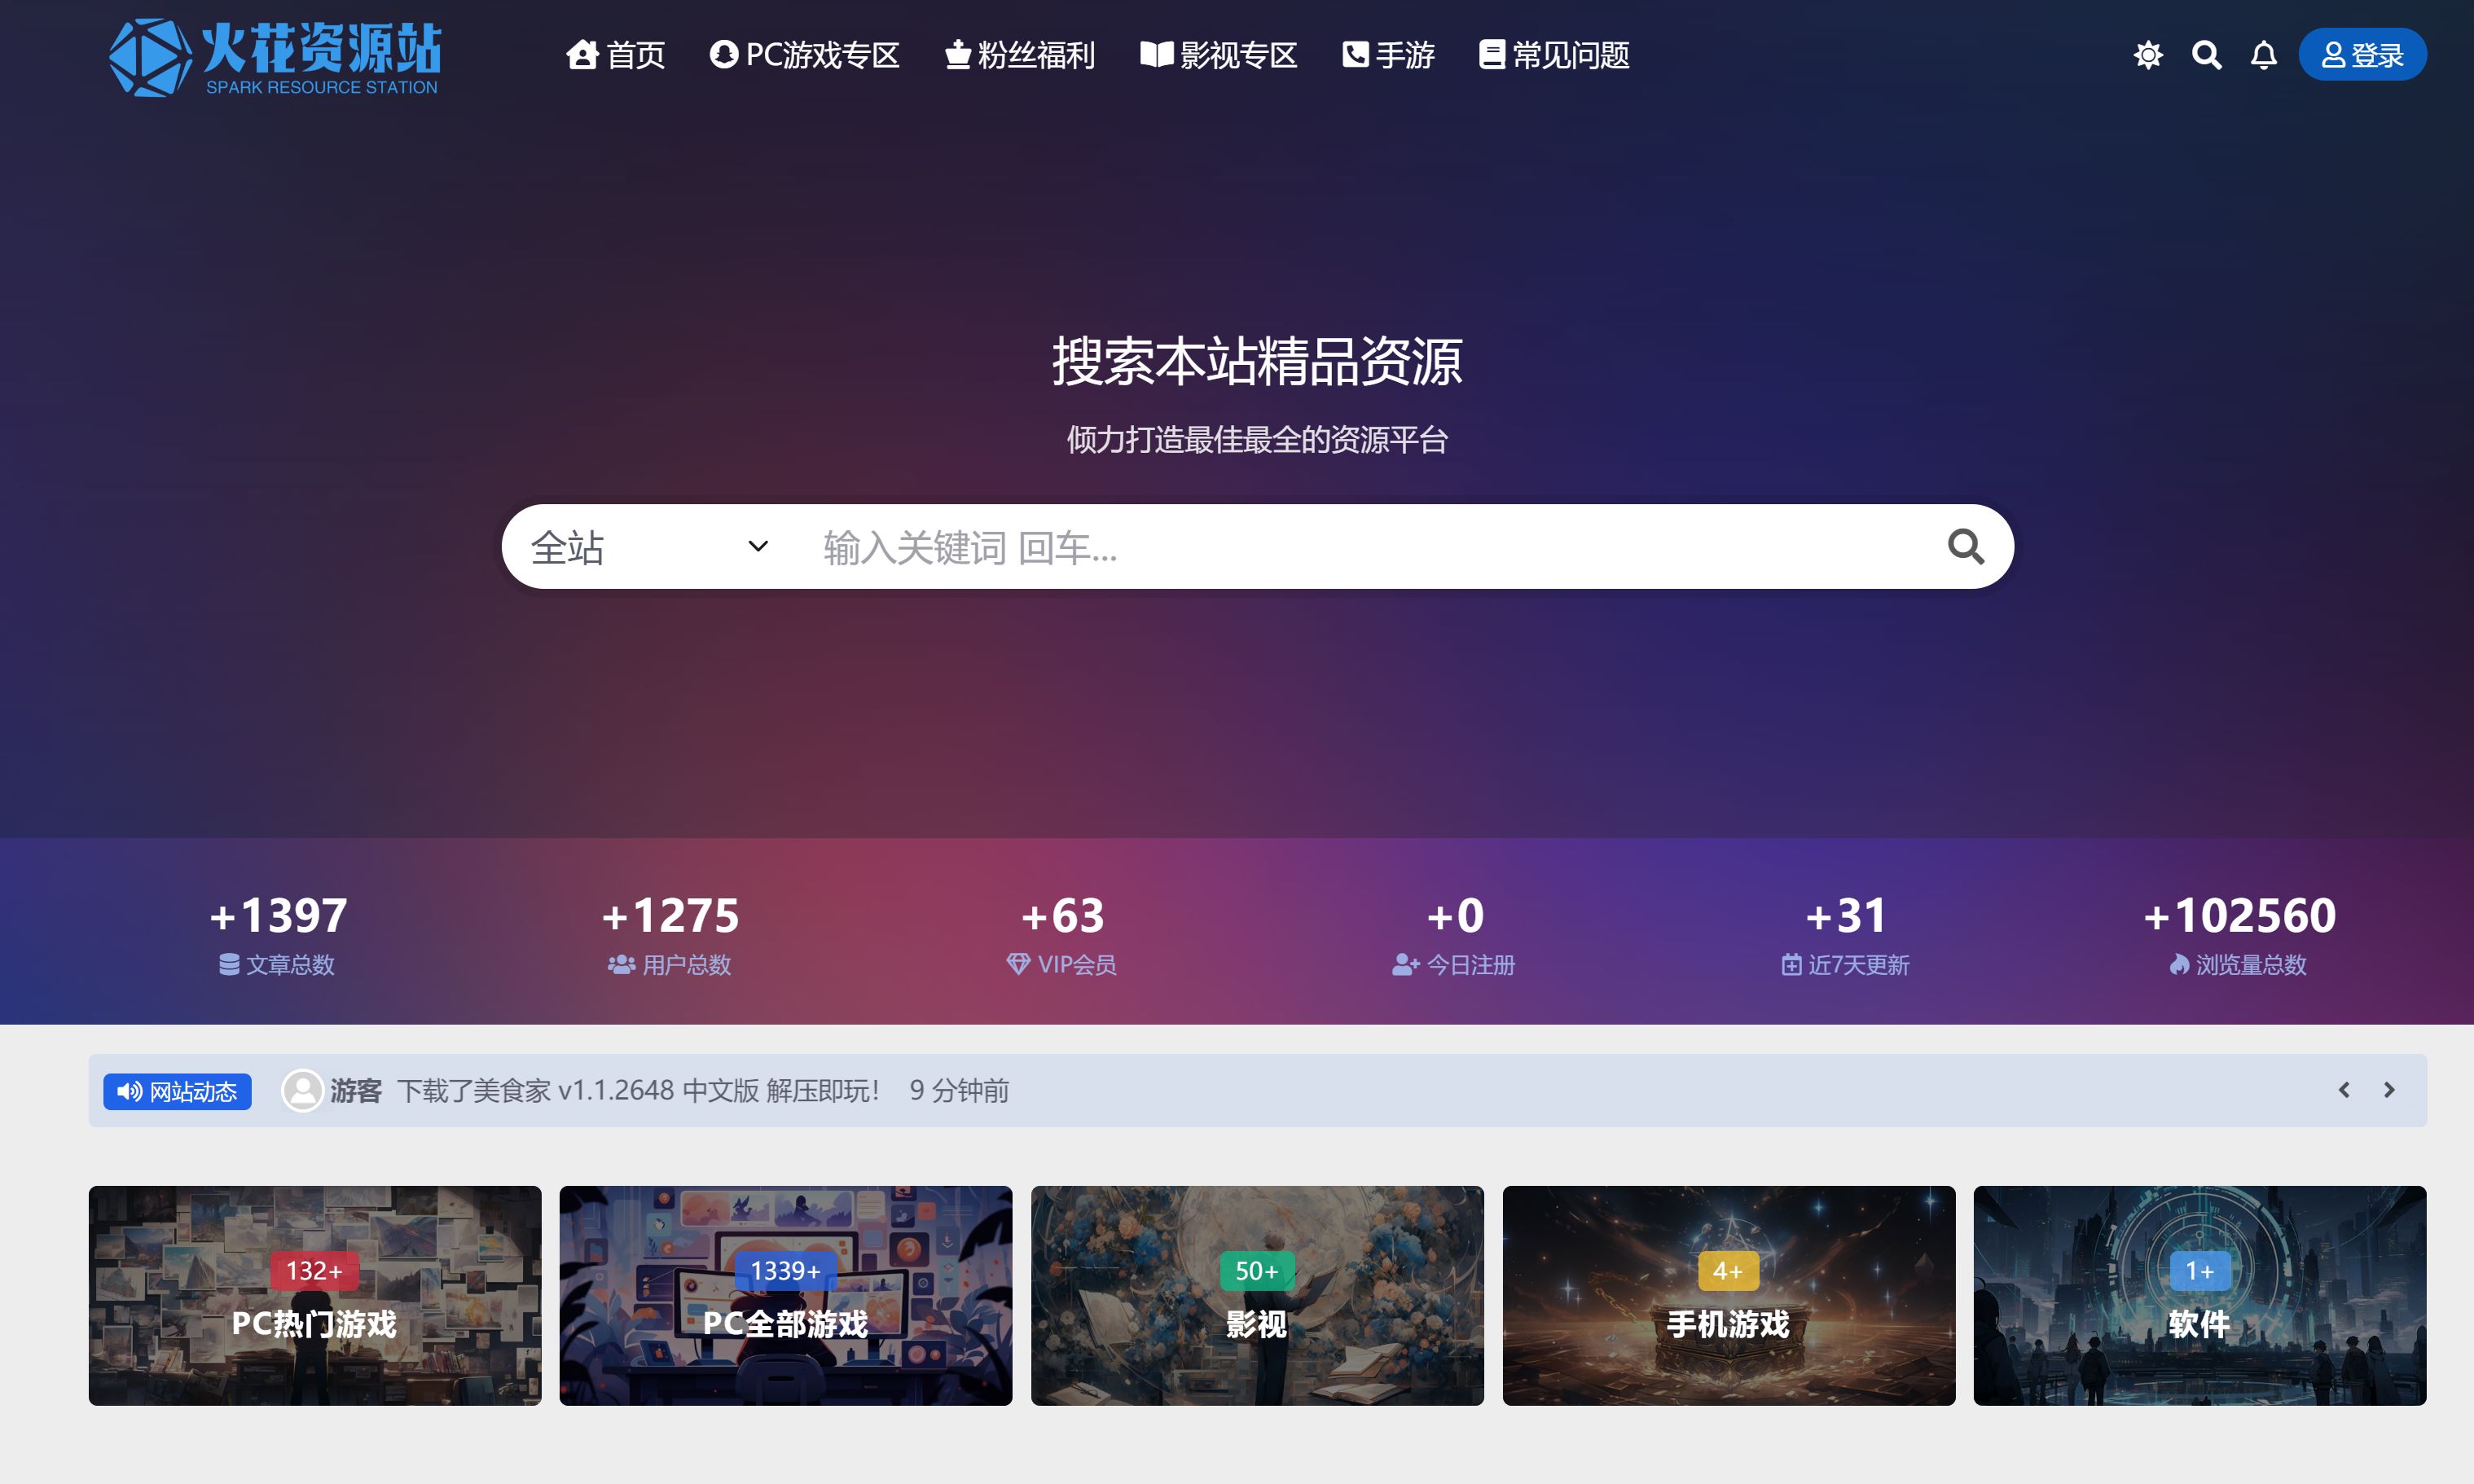 火花资源站
SPARK RESOURCE STATION
首页 PC游戏专区 粉丝福利 影视专区 手游 常见问题 登录
搜索本站精品资源
倾力打造最佳最全的资源平台
全站 输入关键词 回车...
+1397 +1275 +63 +0 +31 +102560
文章总数 用户总数 VIP会员 今日注册 近7天更新 浏览量总数
网站动态 游客 下载了美食家 v1.1.2648 中文版 解压即玩！ 9 分钟前
132+ 1339+ 50+ 4+ 1+
PC热门游戏 PC全部游戏 影视 手机游戏 软件